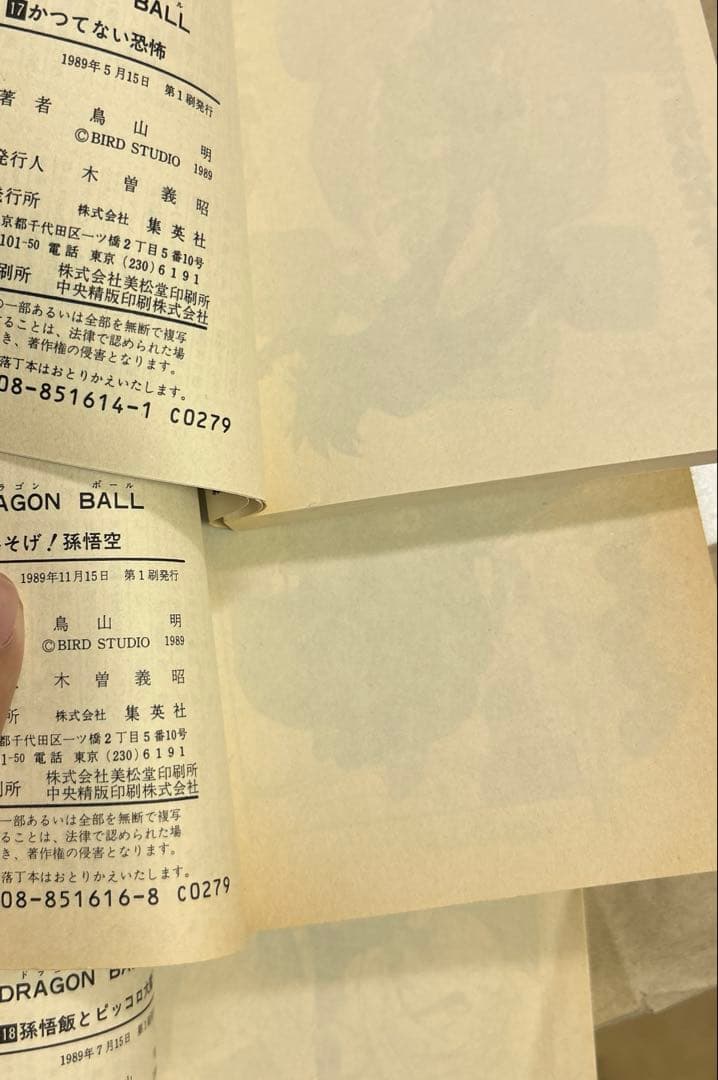 BALL
17かつてない恐怖
1989年5月15日 第1刷発行
著者 鳥山 明
©BIRD STUDIO 1989
発行人 木曽義昭
発行所 株式会社 集英社
京都千代田区一ツ橋2丁目5番10号
101-50 電話 東京(230)6191
印刷所 株式会社美松堂印刷所
中央精版印刷株式会社
の一部あるいは全部を無断で複写
することは、法律で認められた場
き、著作権の侵害となります。
落丁本はおとりかえいたします。
08-851614-1 C0279
ラゴン ボール
AGON BALL
そげ!孫悟空
1989年11月15日 第1刷発行
鳥山 明
©BIRD STUDIO 1989
木曽義昭
所 株式会社 集英社
都千代田区一ツ橋2丁目5番10号
1-50 電話 東京(230)6191
刷所 株式会社美松堂印刷所
中央精版印刷株式会社
一部あるいは全部を無断で複写
ることは、法律で認められた場
き、著作権の侵害となります。
落丁本はおとりかえいたします。
08-851616-8 C0279
ドラゴン
DRAGON BA
18孫悟飯とピッコロ大
1989年7月15日 第1刷